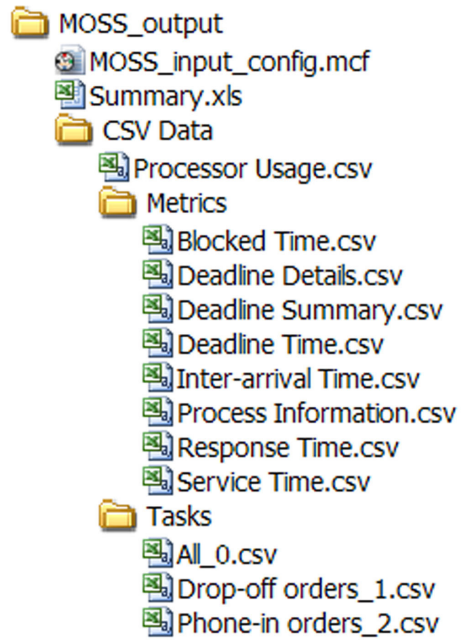 MOSS_output
MOSS_input_config.mcf
Summary.xls
CSV Data
Processor Usage.csv
Metrics
Blocked Time.csv
Deadline Details.csv
Deadline Summary.csv
Deadline Time.csv
Inter-arrival Time.csv
Process Information.csv
Response Time.csv
Service Time.csv
Tasks
All_0.csv
Drop-off orders_1.csv
Phone-in orders_2.csv